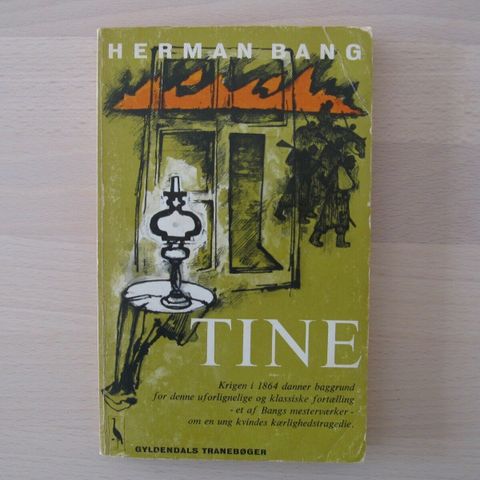 HERMAN BANG
TINE
Krigen i 1864 danner baggrund
for denne uforlignelige og klassiske fortælling
- et af Bangs mesterværker -
om en ung kvindes kærlighedstragedie.
GYLDENDALS TRANEBØGER